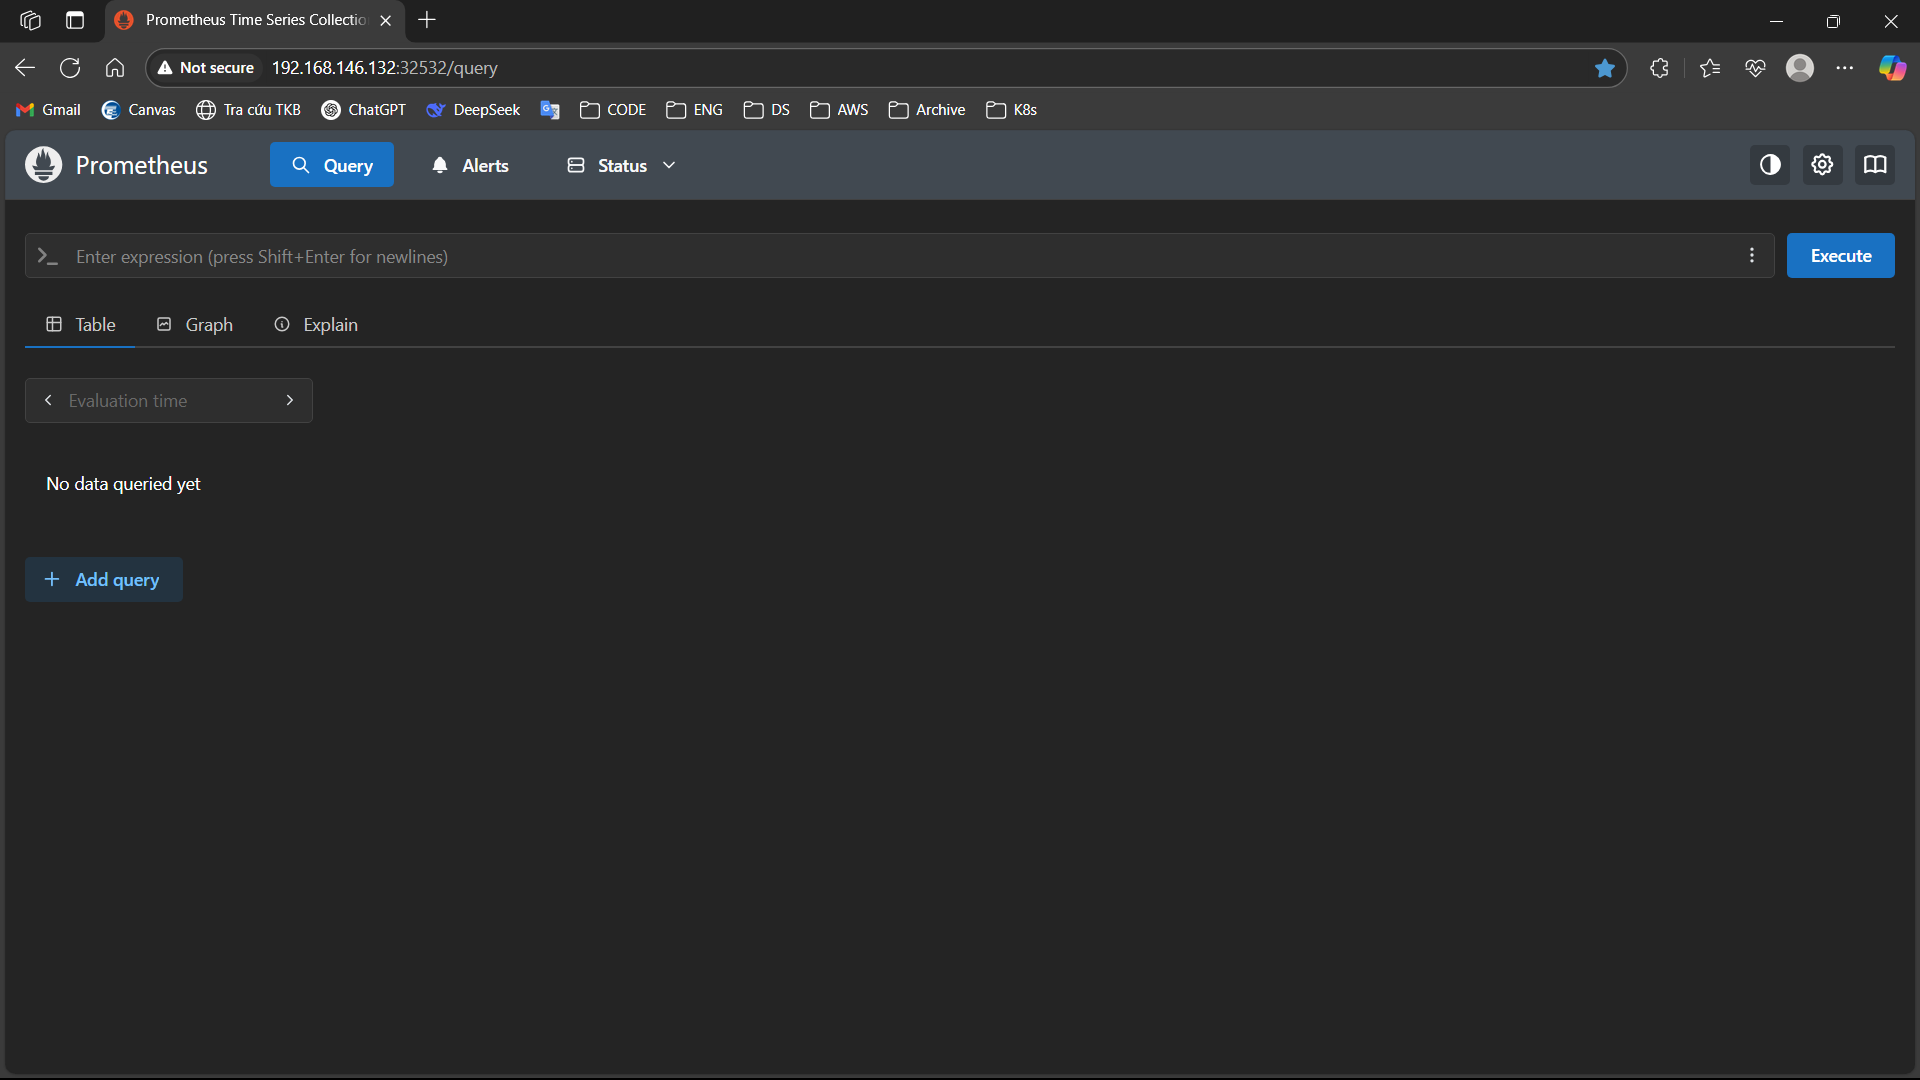 Prometheus Time Series Collectio
Not secure 192.168.146.132:32532/query
Gmail Canvas Tra cứu TKB ChatGPT DeepSeek CODE ENG DS AWS Archive K8s
Prometheus Query Alerts Status
Enter expression (press Shift+Enter for newlines) Execute
Table Graph Explain
Evaluation time
No data queried yet
Add query